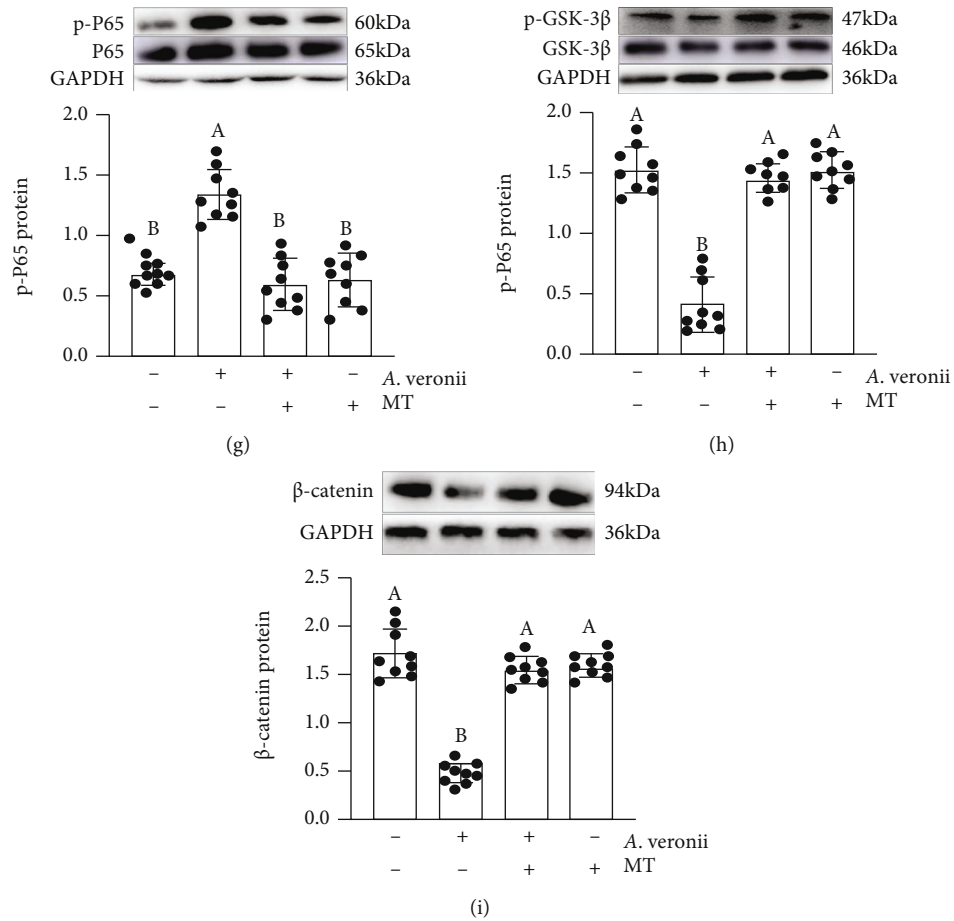 p-P65 60kDa
P65 65kDa
GAPDH 36kDa
2.0
1.5
1.0
0.5
0.0
p-P65 protein
B A B B
– + + – A. veronii
– – + + MT
(g)
p-GSK-3β 47kDa
GSK-3β 46kDa
GAPDH 36kDa
2.0
1.5
1.0
0.5
0.0
p-P65 protein
A B A A
– + + – A. veronii
– – + + MT
(h)
β-catenin 94kDa
GAPDH 36kDa
2.5
2.0
1.5
1.0
0.5
0.0
β-catenin protein
A B A A
– + + – A. veronii
– – + + MT
(i)